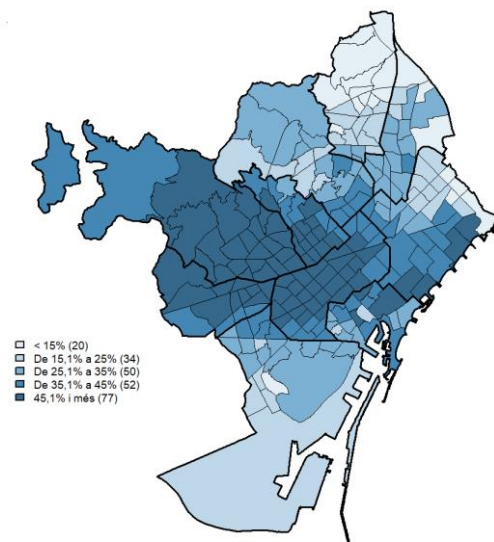 < 15% (20)
De 15,1% a 25% (34)
De 25,1% a 35% (50)
De 35,1% a 45% (52)
45,1% i més (77)